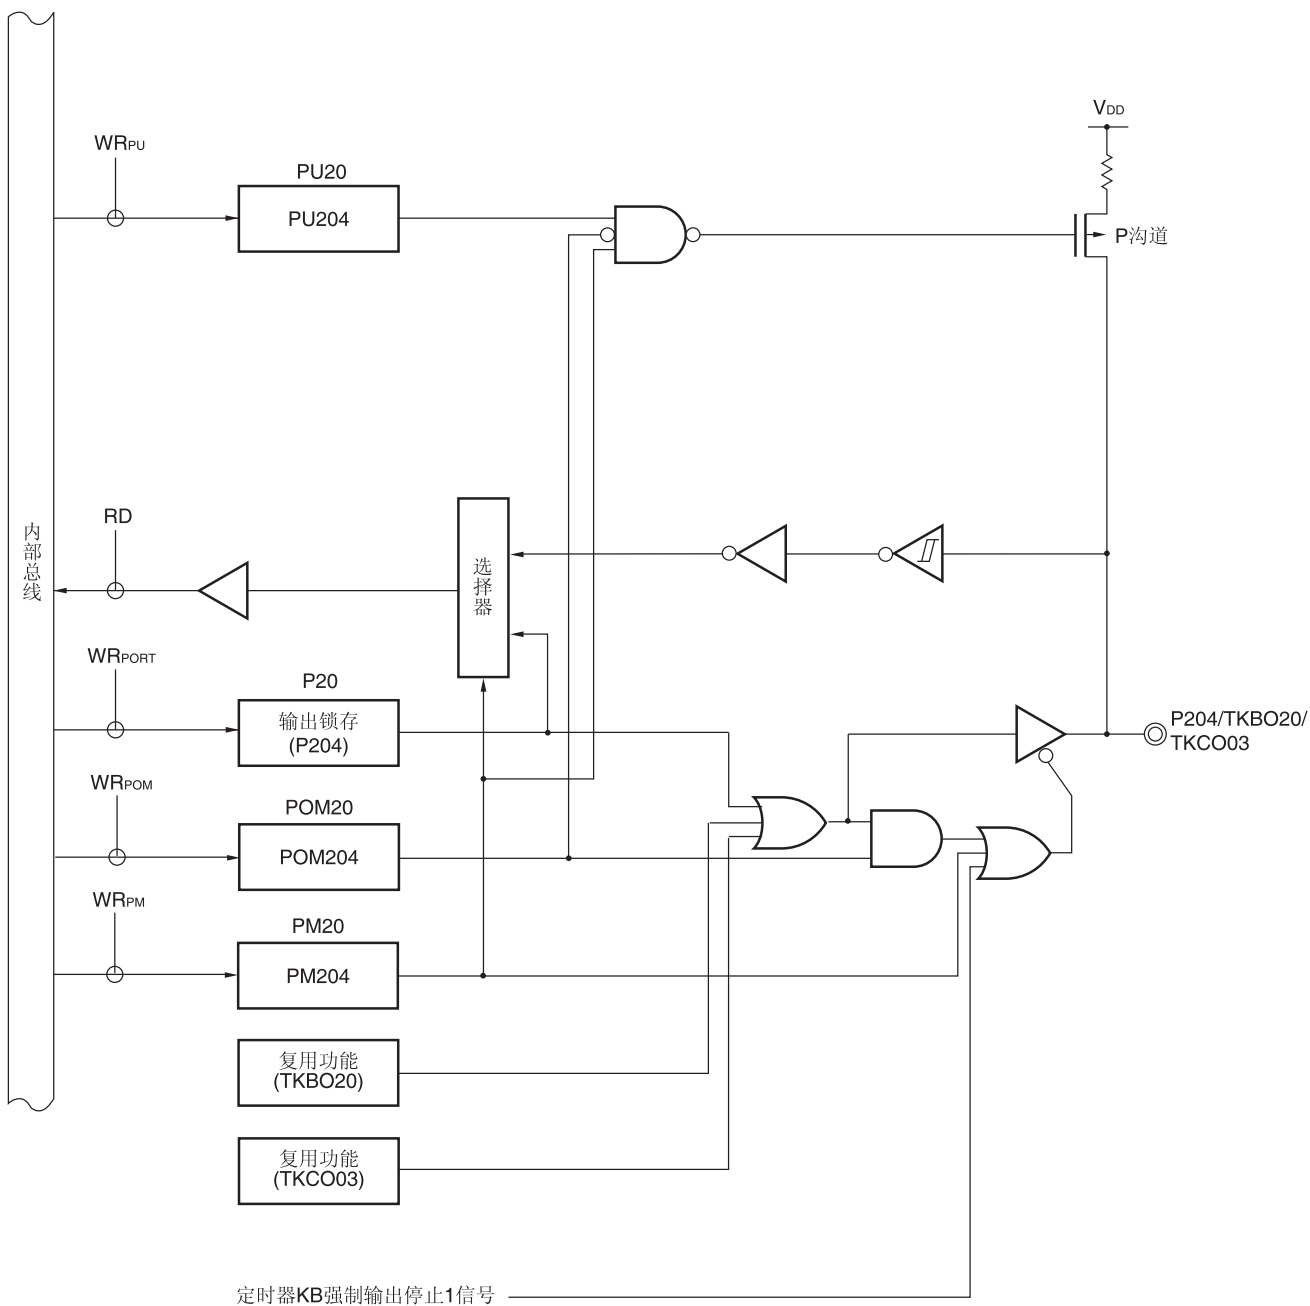 VDD
WRPU
PU20
PU204
P沟道
RD
内部总线
选择器
WRPORT
P20
输出锁存
(P204)
P204/TKBO20/
TKCO03
WRPOM
POM20
POM204
WRPM
PM20
PM204
复用功能
(TKBO20)
复用功能
(TKCO03)
定时器KB强制输出停止1信号